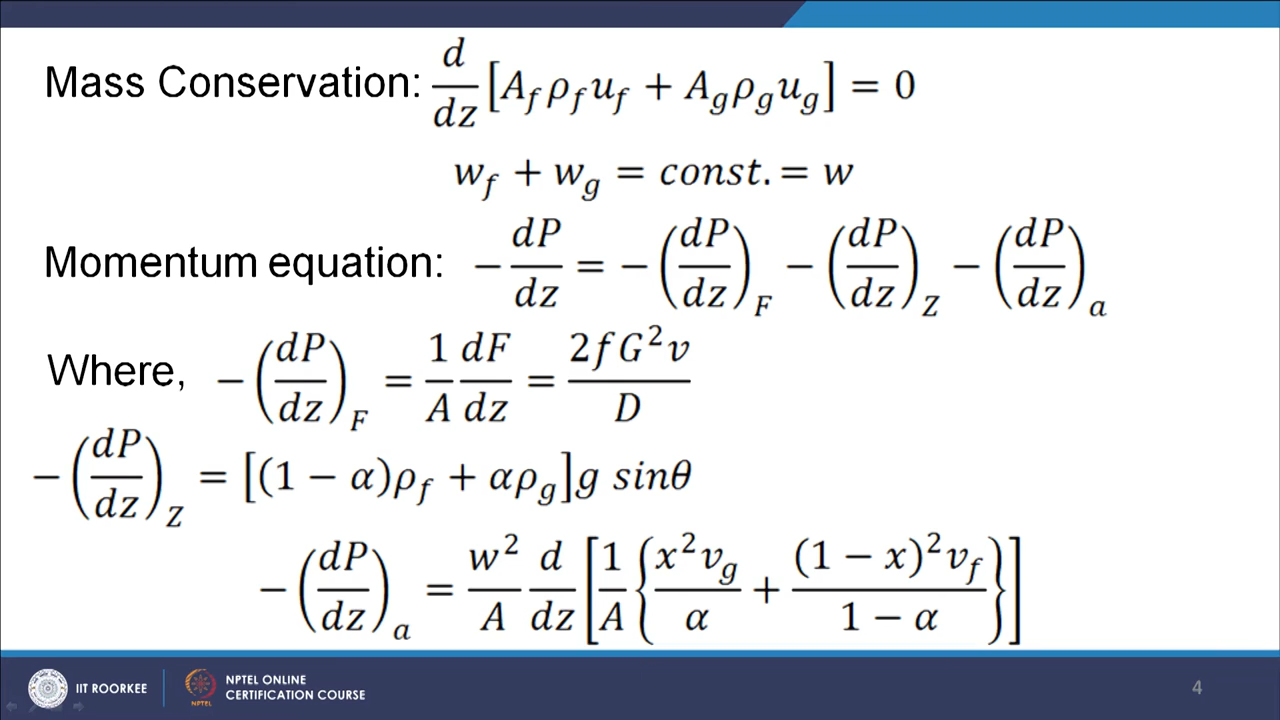 Mass Conservation: d/dz [A_f ρ_f u_f + A_g ρ_g u_g] = 0
w_f + w_g = const. = w
Momentum equation: − dP/dz = − (dP/dz)_F − (dP/dz)_Z − (dP/dz)_a
Where, − (dP/dz)_F = 1/A dF/dz = 2fG²v/D
− (dP/dz)_Z = [(1 − α)ρ_f + αρ_g]g sinθ
− (dP/dz)_a = w²/A d/dz [1/A {x²v_g/α + (1 − x)²v_f/(1 − α)}]
IIT ROORKEE
NPTEL
NPTEL ONLINE
CERTIFICATION COURSE
4